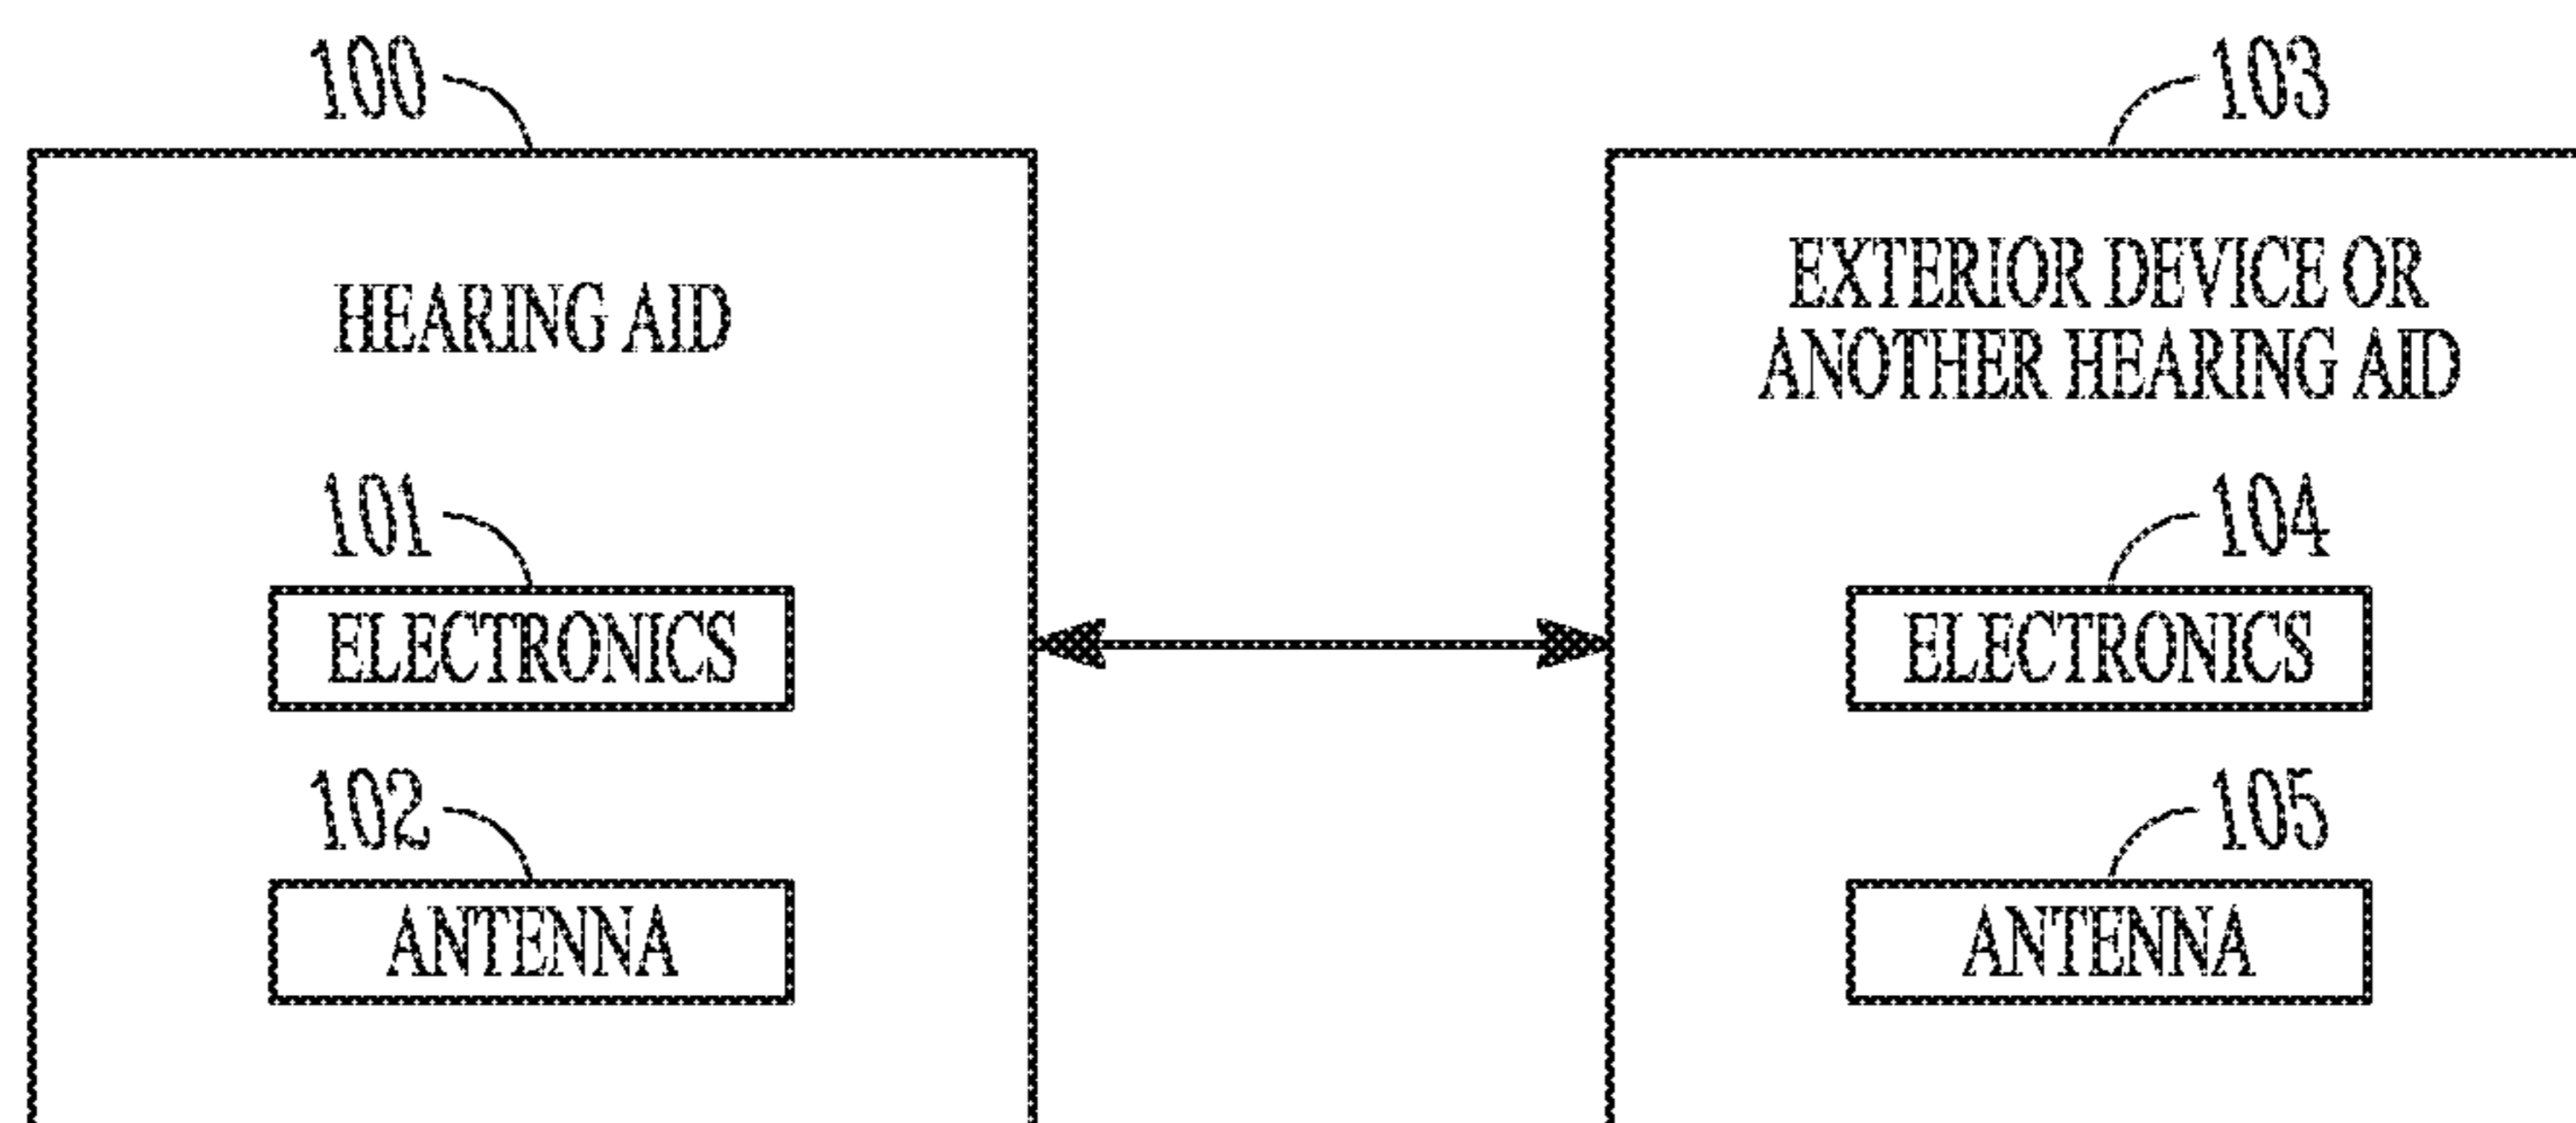 100
HEARING AID
101
ELECTRONICS
102
ANTENNA
103
EXTERIOR DEVICE OR
ANOTHER HEARING AID
104
ELECTRONICS
105
ANTENNA